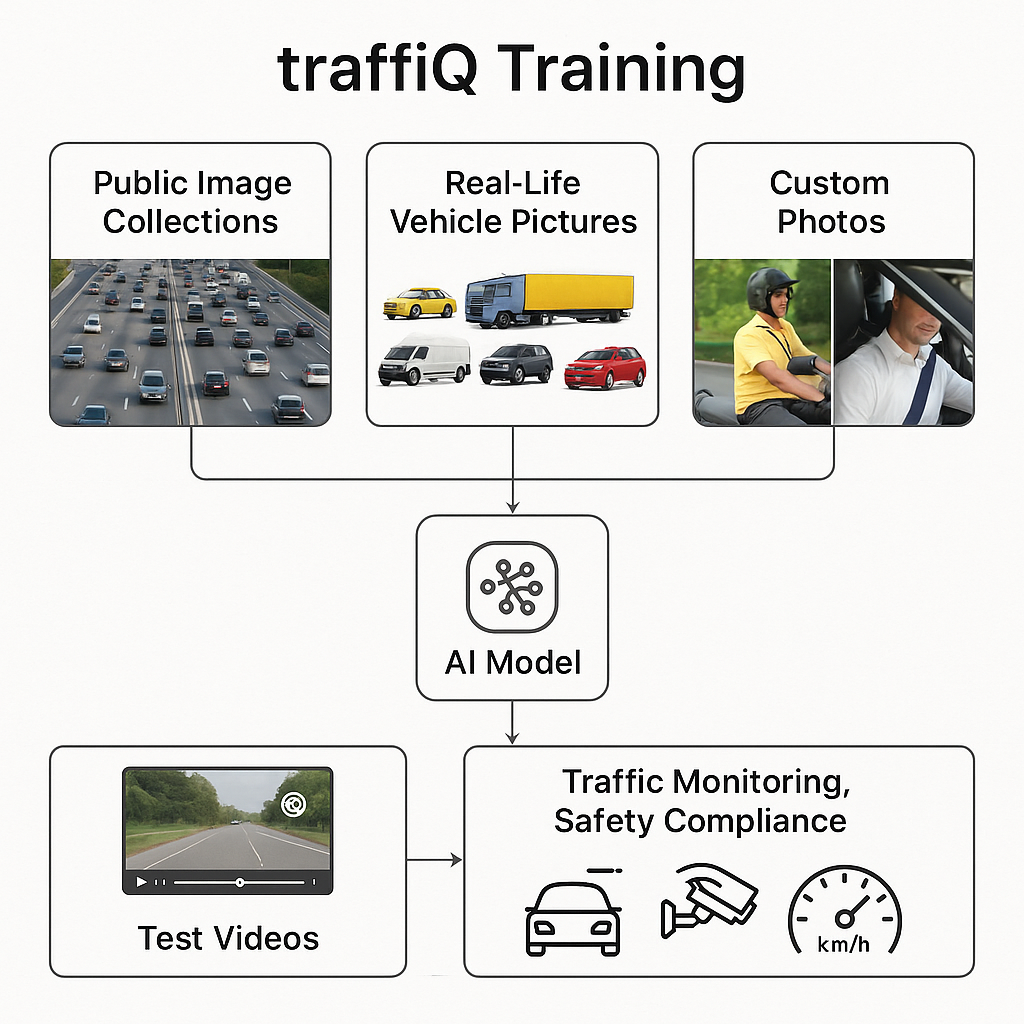 traffiQ Training
Public Image
Collections
Real-Life
Vehicle Pictures
Custom
Photos
AI Model
Test Videos
Traffic Monitoring,
Safety Compliance
km/h